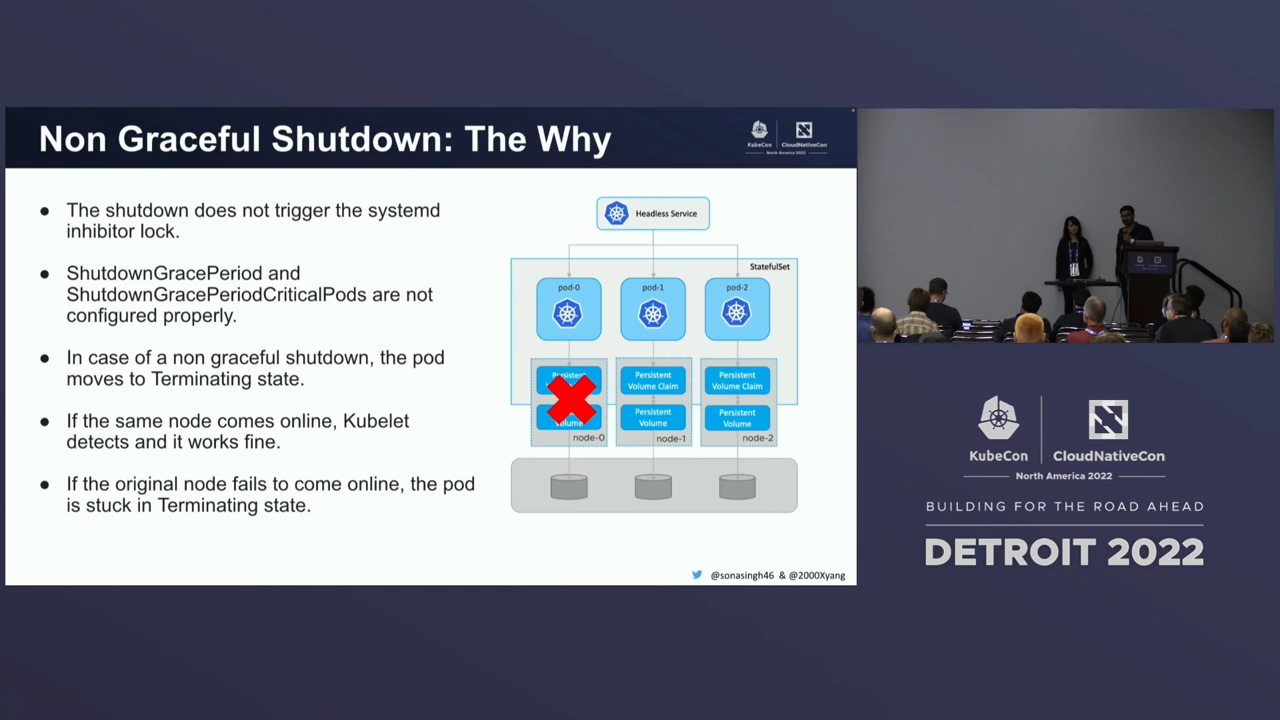 Non Graceful Shutdown: The Why
KubeCon
CloudNativeCon
North America 2022
The shutdown does not trigger the systemd
inhibitor lock.
ShutdownGracePeriod and
ShutdownGracePeriodCriticalPods are not
configured properly.
In case of a non graceful shutdown, the pod
moves to Terminating state.
If the same node comes online, Kubelet
detects and it works fine.
If the original node fails to come online, the pod
is stuck in Terminating state.
Headless Service
StatefulSet
pod-0
pod-1
pod-2
Persistent
Volume
node-0
Persistent
Volume Claim
Persistent
Volume
node-1
Persistent
Volume Claim
Persistent
Volume
node-2
@sonasingh46 & @2000Xyang
KubeCon
CloudNativeCon
North America 2022
BUILDING FOR THE ROAD AHEAD
DETROIT 2022